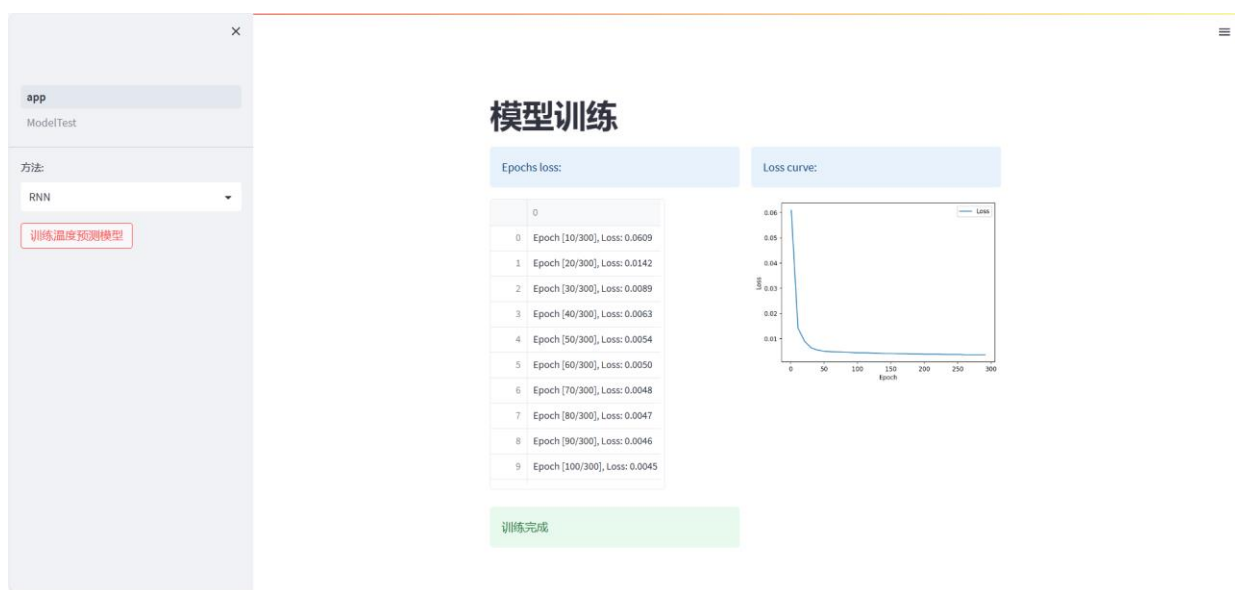 ×
≡
app
ModelTest
方法:
RNN
训练温度预测模型
模型训练
Epochs loss:
0
0 Epoch [10/300], Loss: 0.0609
1 Epoch [20/300], Loss: 0.0142
2 Epoch [30/300], Loss: 0.0089
3 Epoch [40/300], Loss: 0.0063
4 Epoch [50/300], Loss: 0.0054
5 Epoch [60/300], Loss: 0.0050
6 Epoch [70/300], Loss: 0.0048
7 Epoch [80/300], Loss: 0.0047
8 Epoch [90/300], Loss: 0.0046
9 Epoch [100/300], Loss: 0.0045
训练完成
Loss curve:
Loss
0.06
0.05
0.04
0.03
0.02
0.01
Loss
0 50 100 150 200 250 300
Epoch